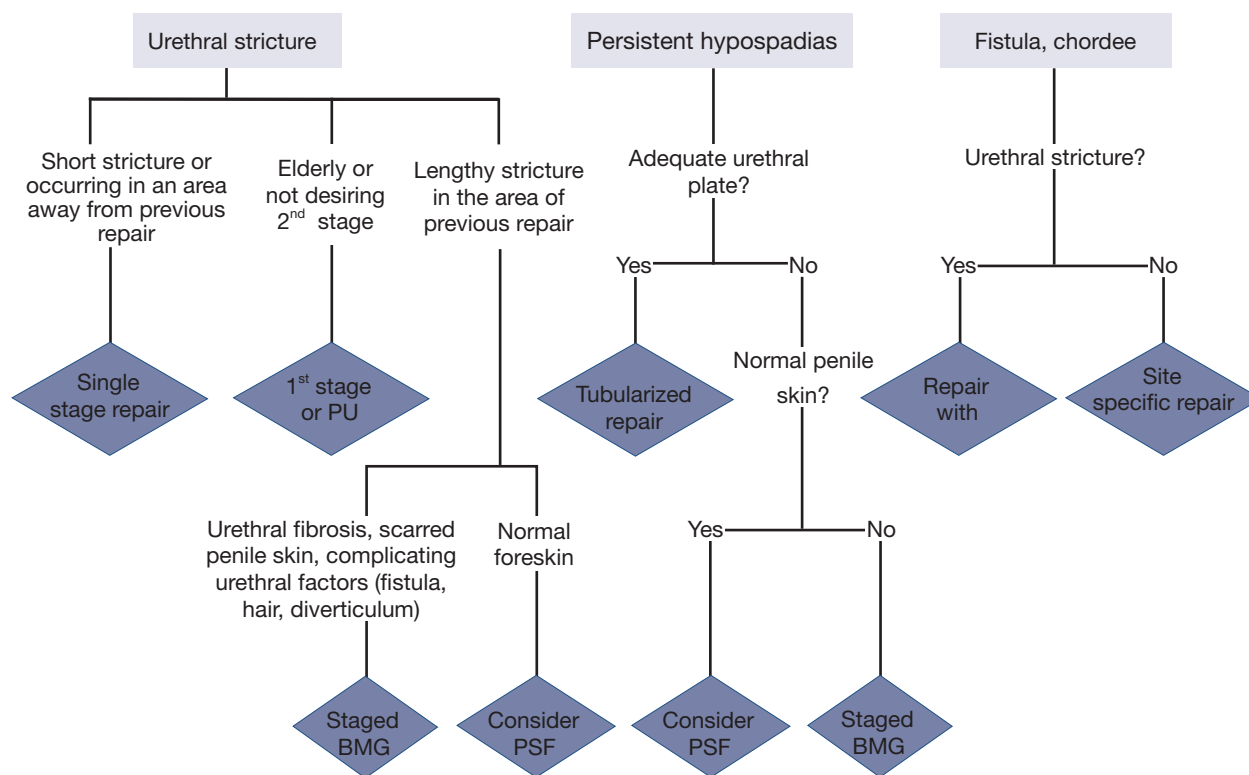 Urethral stricture
Short stricture or
occurring in an area
away from previous
repair
Single
stage repair
Elderly or
not desiring
2nd stage
1st stage
or PU
Lengthy stricture
in the area of
previous repair
Urethral fibrosis, scarred
penile skin, complicating
urethral factors (fistula,
hair, diverticulum)
Staged
BMG
Normal
foreskin
Consider
PSF
Persistent hypospadias
Adequate urethral
plate?
Yes
Tubularized
repair
No
Normal penile
skin?
Yes
Consider
PSF
No
Staged
BMG
Fistula, chordee
Urethral stricture?
Yes
Repair
with
No
Site
specific repair